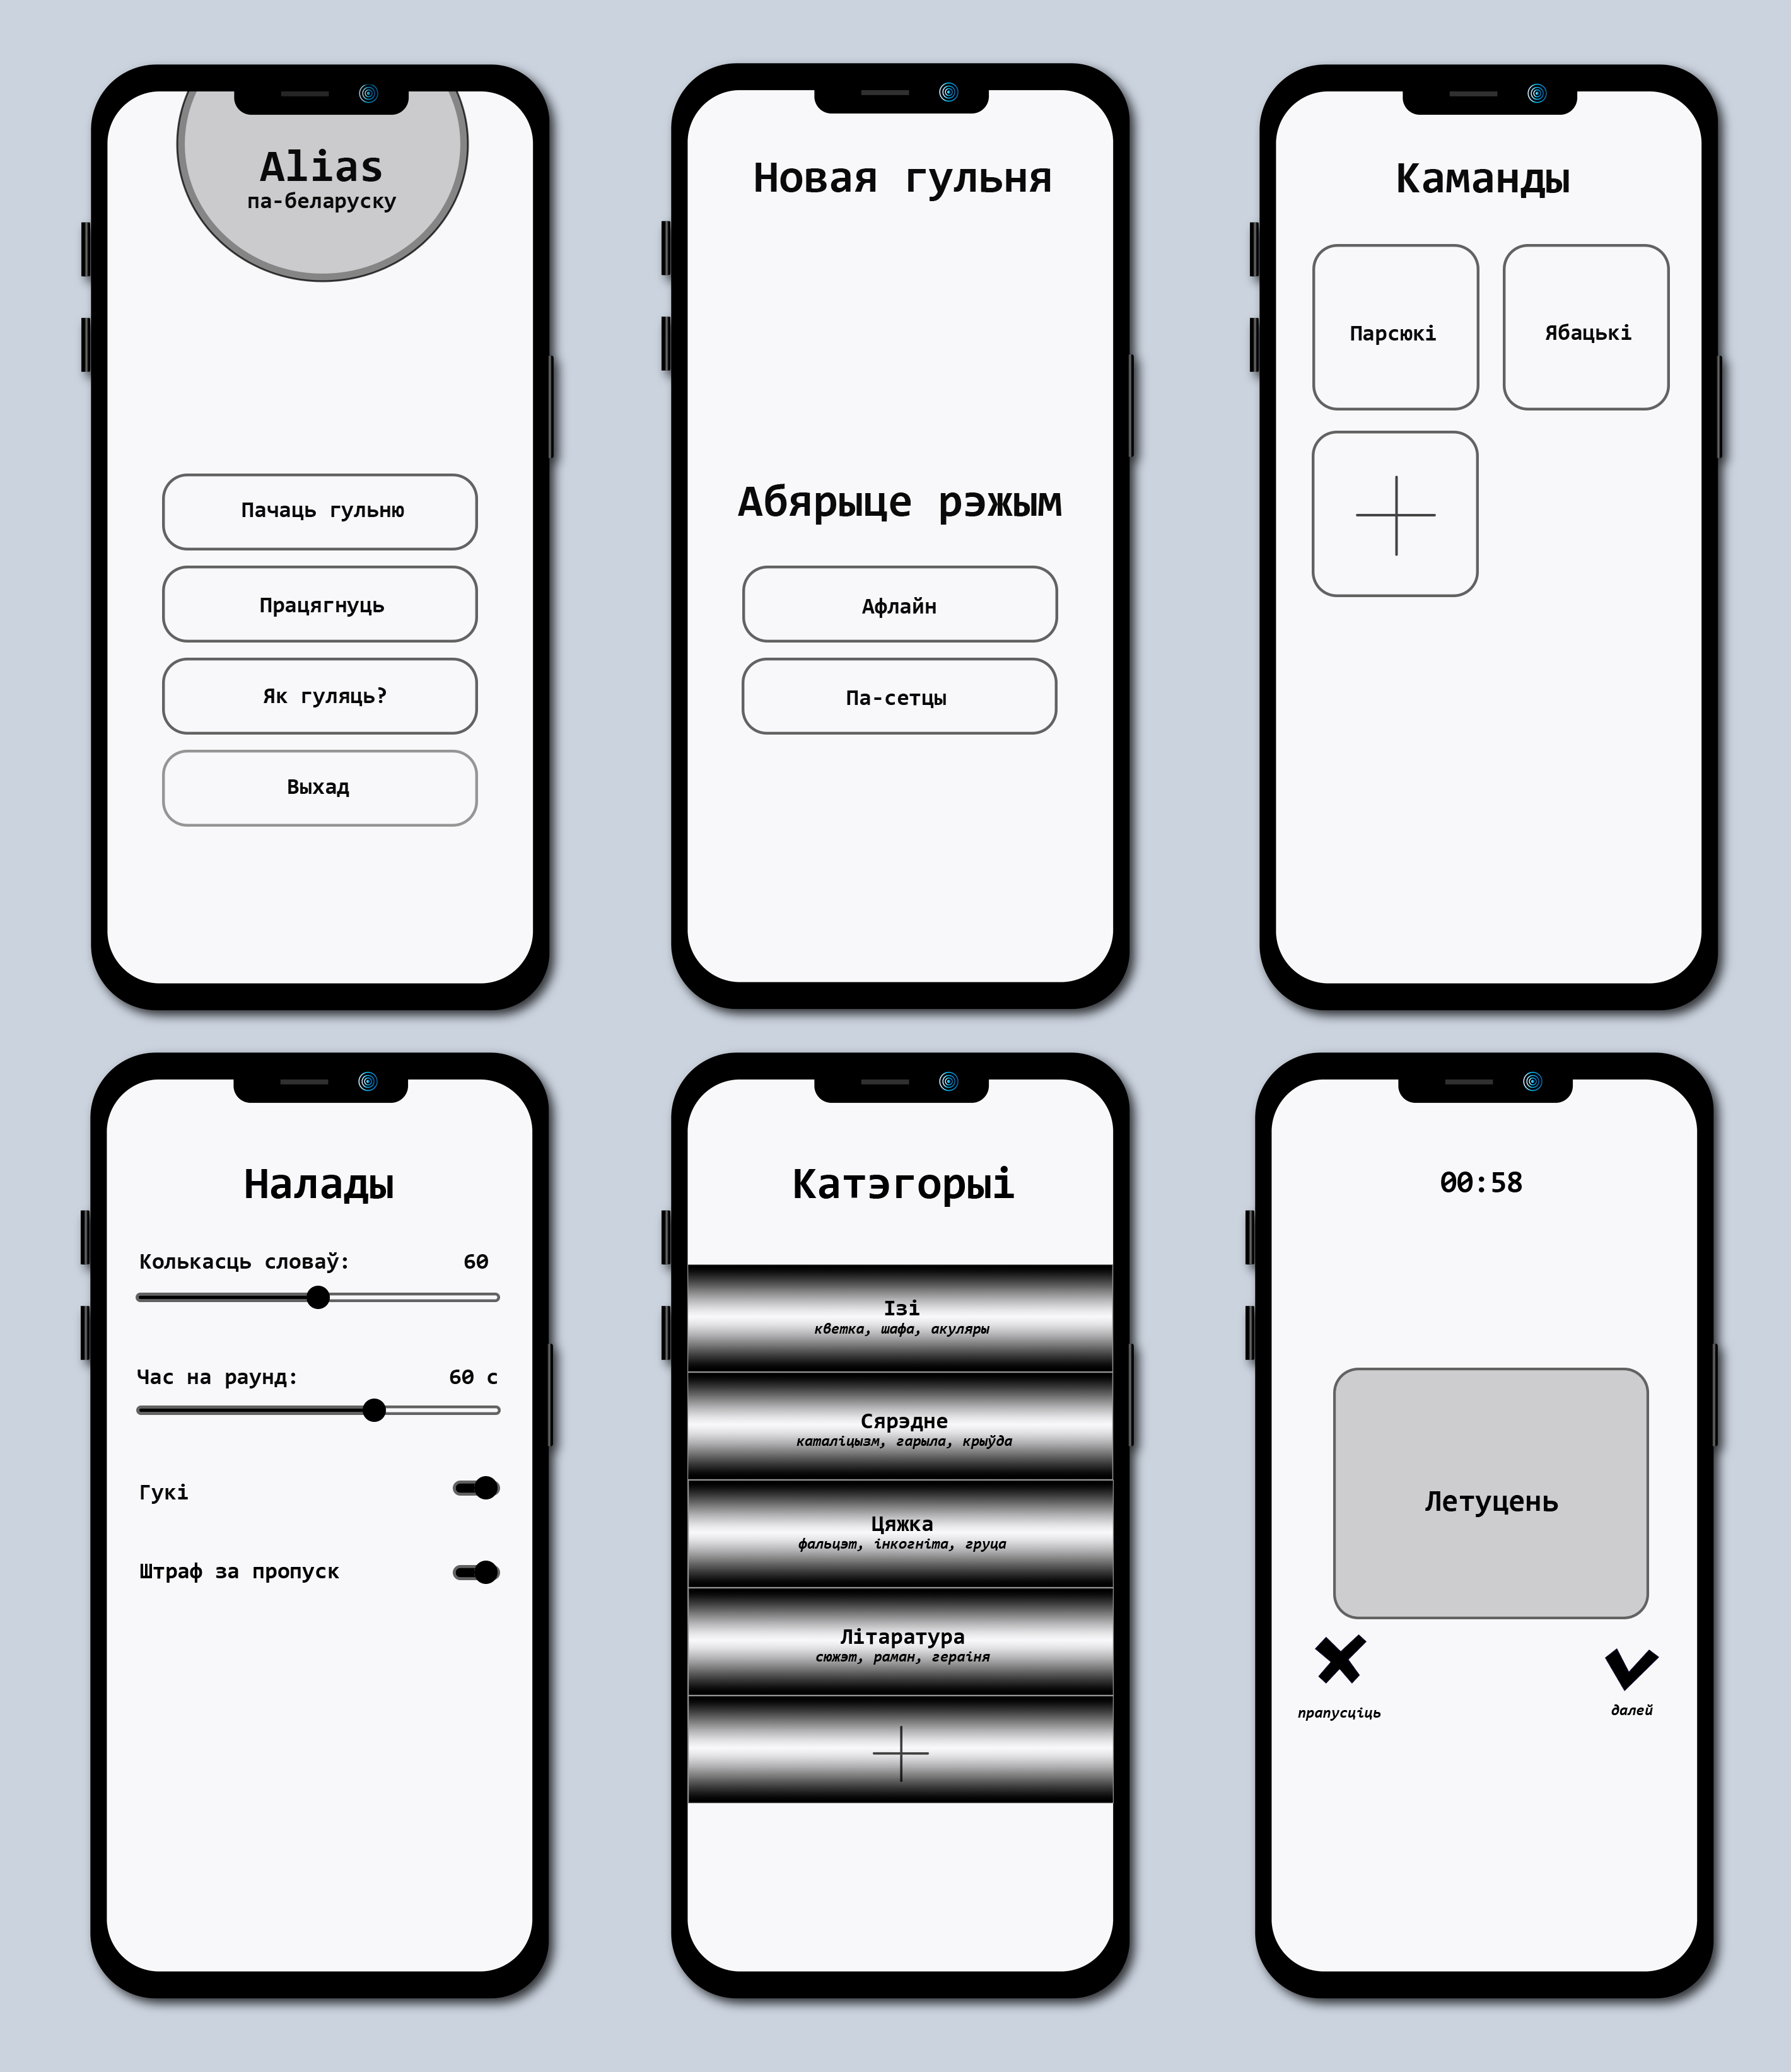 Alias
па-беларуску
Пачаць гульню
Працягнуць
Як гуляць?
Выхад
Новая гульня
Абярыце рэжым
Афлайн
Па-сетцы
Каманды
Парсюкі
Ябацькі
Налады
Колькасць словаў: 60
Час на раунд: 60 с
Гукі
Штраф за пропуск
Катэгорыі
Ізі
кветка, шафа, акуляры
Сярэдне
каталіцызм, гарыла, крыўда
Цяжка
фальцэт, інкогніта, груца
Літаратура
сюжэт, раман, гераіня
00:58
Летуцень
прапусціць
далей